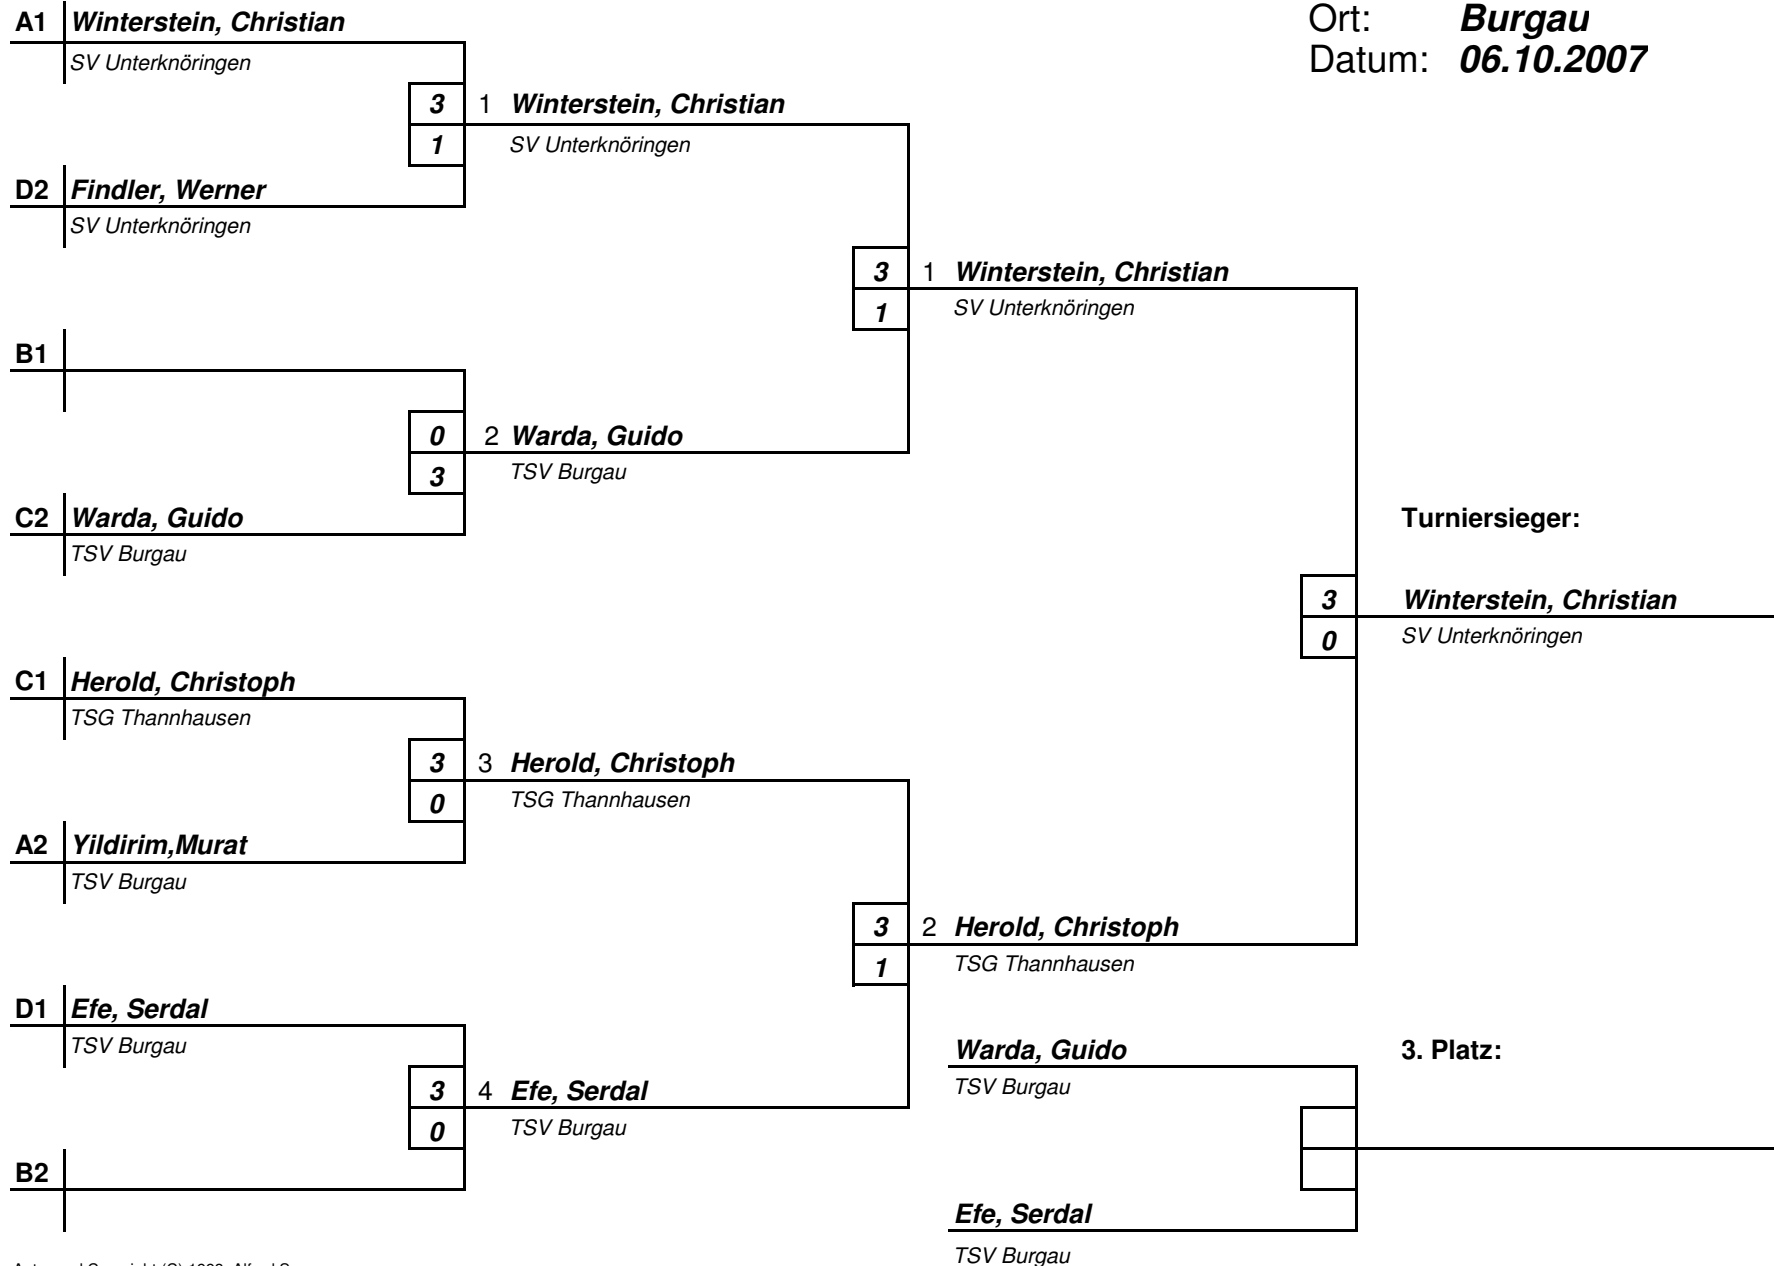 A1 Winterstein, Christian
SV Unterknöringen
Ort: Burgau
Datum: 06.10.2007
3 1 Winterstein, Christian
1 SV Unterknöringen
D2 Findler, Werner
SV Unterknöringen
3 1 Winterstein, Christian
1 SV Unterknöringen
B1
0 2 Warda, Guido
3 TSV Burgau
C2 Warda, Guido
TSV Burgau
Turniersieger:
3 Winterstein, Christian
0 SV Unterknöringen
C1 Herold, Christoph
TSG Thannhausen
3 3 Herold, Christoph
0 TSG Thannhausen
A2 Yildirim,Murat
TSV Burgau
3 2 Herold, Christoph
1 TSG Thannhausen
D1 Efe, Serdal
TSV Burgau
Warda, Guido
TSV Burgau
3. Platz:
3 4 Efe, Serdal
0 TSV Burgau
B2
Efe, Serdal
TSV Burgau